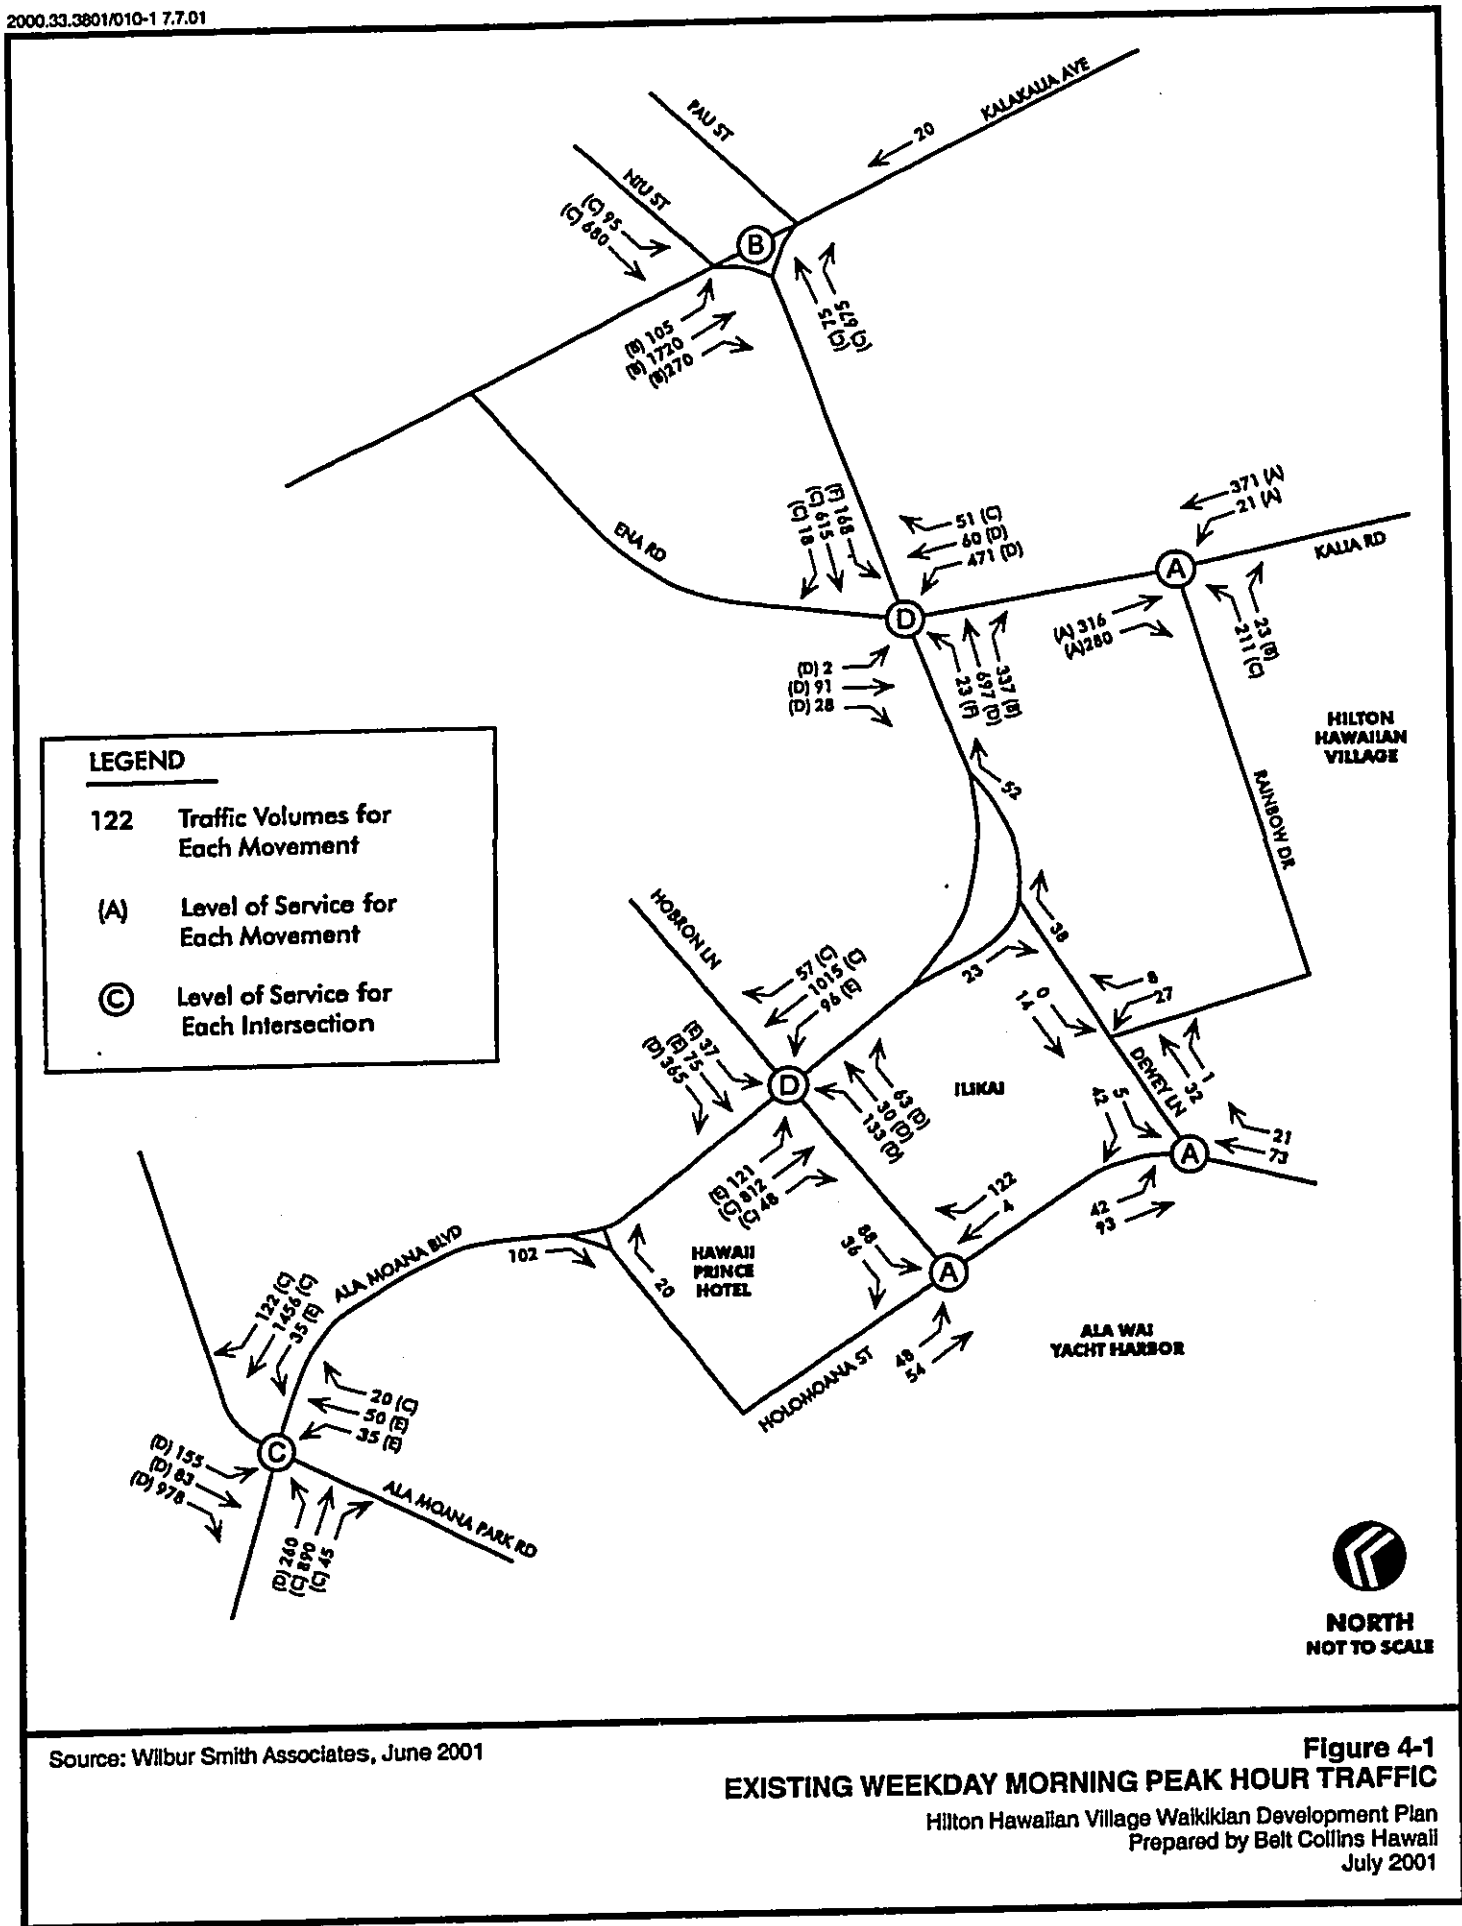 2000.33.3801/010-1 7.7.01
PAU ST
KALAKAUA AVE
20
NIU ST
(C) 95
(C) 680
B
(B) 105
(B) 1720
(B) 270
75 (C)
675 (C)
ENA RD
(F) 168
(C) 615
(C) 18
51 (C)
60 (D)
471 (D)
371 (A)
21 (A)
KALIA RD
A
D
(A) 316
(A) 280
23 (B)
211 (C)
(D) 2
(D) 91
(D) 28
23 (F)
697 (D)
337 (B)
HILTON
HAWAIIAN
VILLAGE
RAINBOW DR
LEGEND
122 Traffic Volumes for
Each Movement
(A) Level of Service for
Each Movement
C Level of Service for
Each Intersection
52
HOBRON LN
57 (C)
1015 (C)
96 (E)
23
38
8
27
0
14
(E) 37
(E) 75
(D) 365
D
63 (D)
30 (D)
133 (D)
ILIKAI
DEWEY LN
1
32
5
42
21
73
A
(E) 121
(C) 812
(C) 48
122
4
42
93
88
36
A
ALA MOANA BLVD
102
20
HAWAII
PRINCE
HOTEL
48
54
HOLOMOANA ST
ALA WAI
YACHT HARBOR
122 (C)
1456 (C)
35 (E)
20 (C)
50 (E)
35 (E)
C
(D) 155
(D) 83
(D) 978
ALA MOANA PARK RD
(D) 260
(C) 890
(C) 45
NORTH
NOT TO SCALE
Source: Wilbur Smith Associates, June 2001
Figure 4-1
EXISTING WEEKDAY MORNING PEAK HOUR TRAFFIC
Hilton Hawaiian Village Waikikian Development Plan
Prepared by Belt Collins Hawaii
July 2001